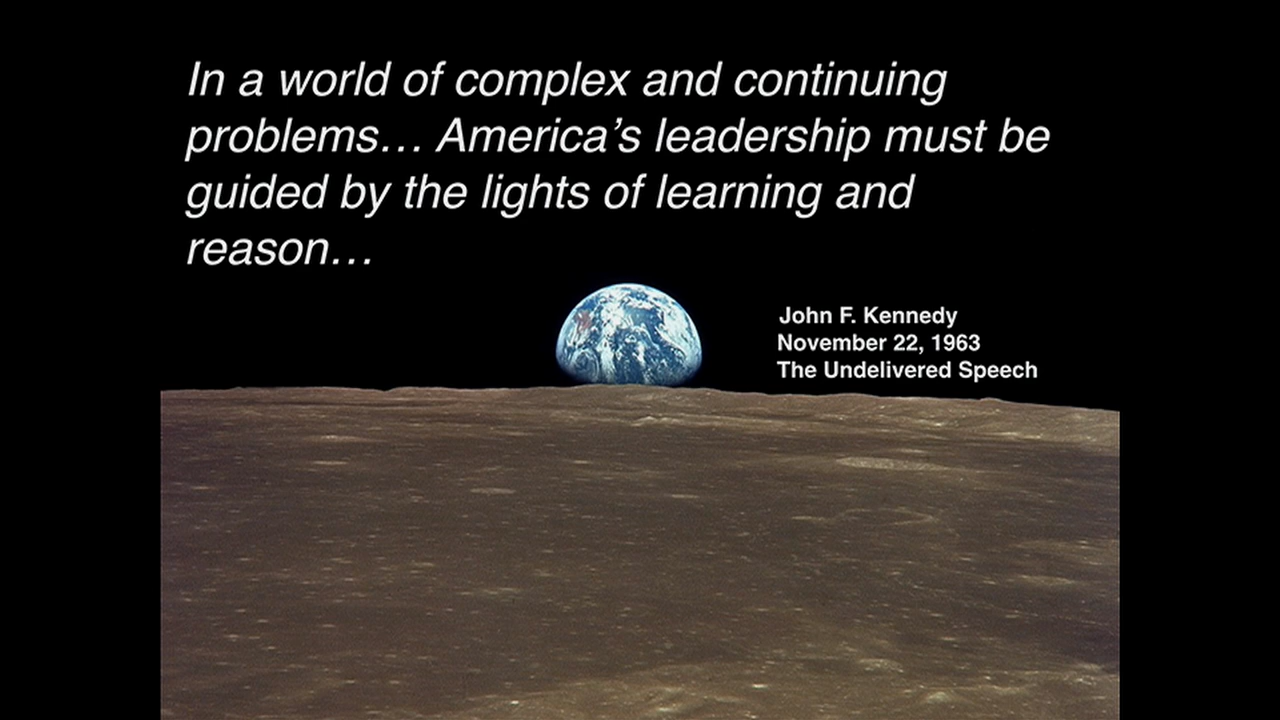 In a world of complex and continuing
problems… America’s leadership must be
guided by the lights of learning and
reason…
John F. Kennedy
November 22, 1963
The Undelivered Speech